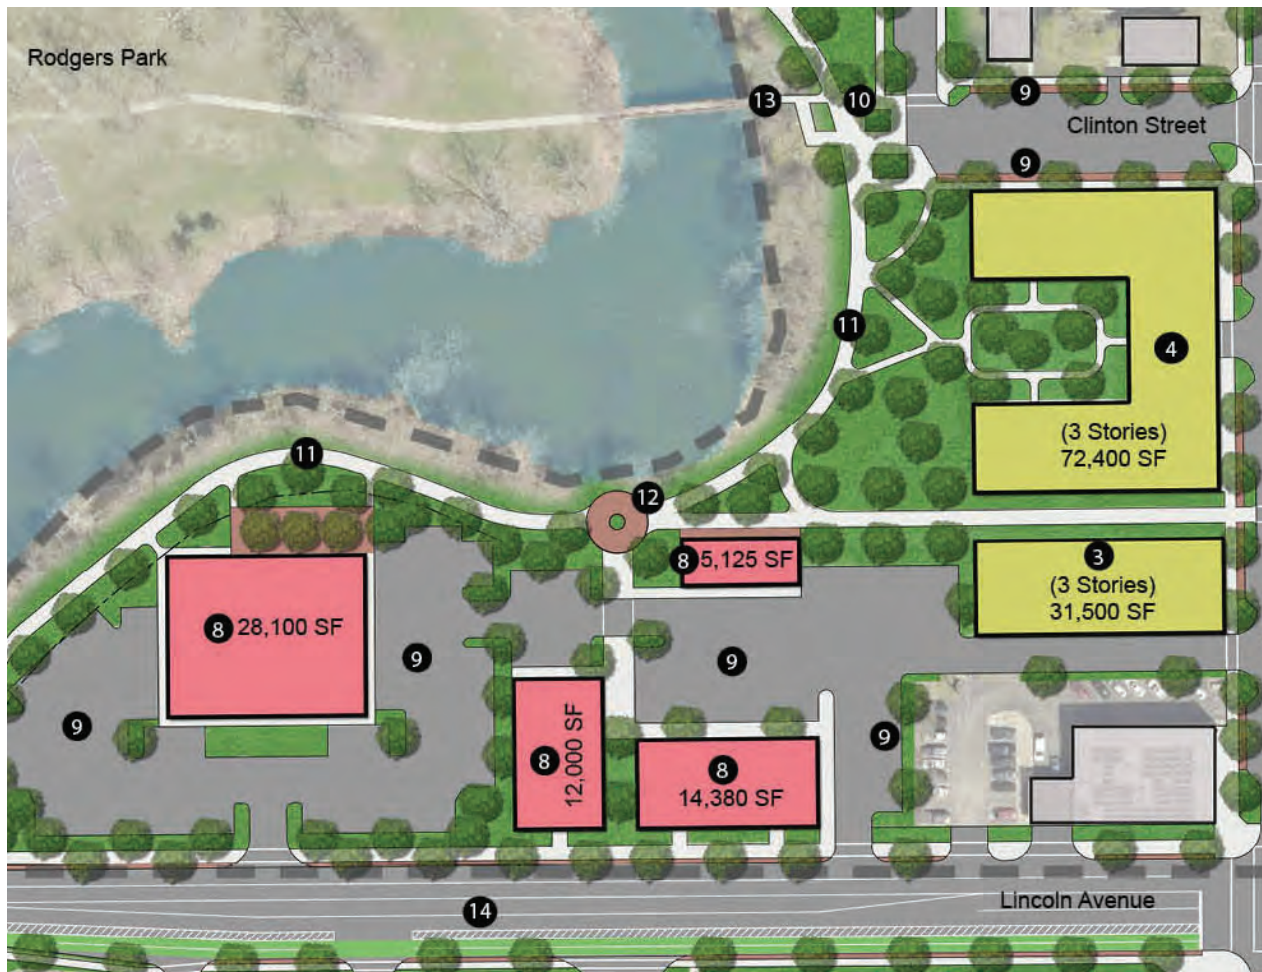 Rodgers Park
13
10
9
Clinton Street
9
11
4
(3 Stories)
72,400 SF
11
12
8 5,125 SF
3
(3 Stories)
31,500 SF
8 28,100 SF
9
9
9
9
8
12,000 SF
8
14,380 SF
Lincoln Avenue
14